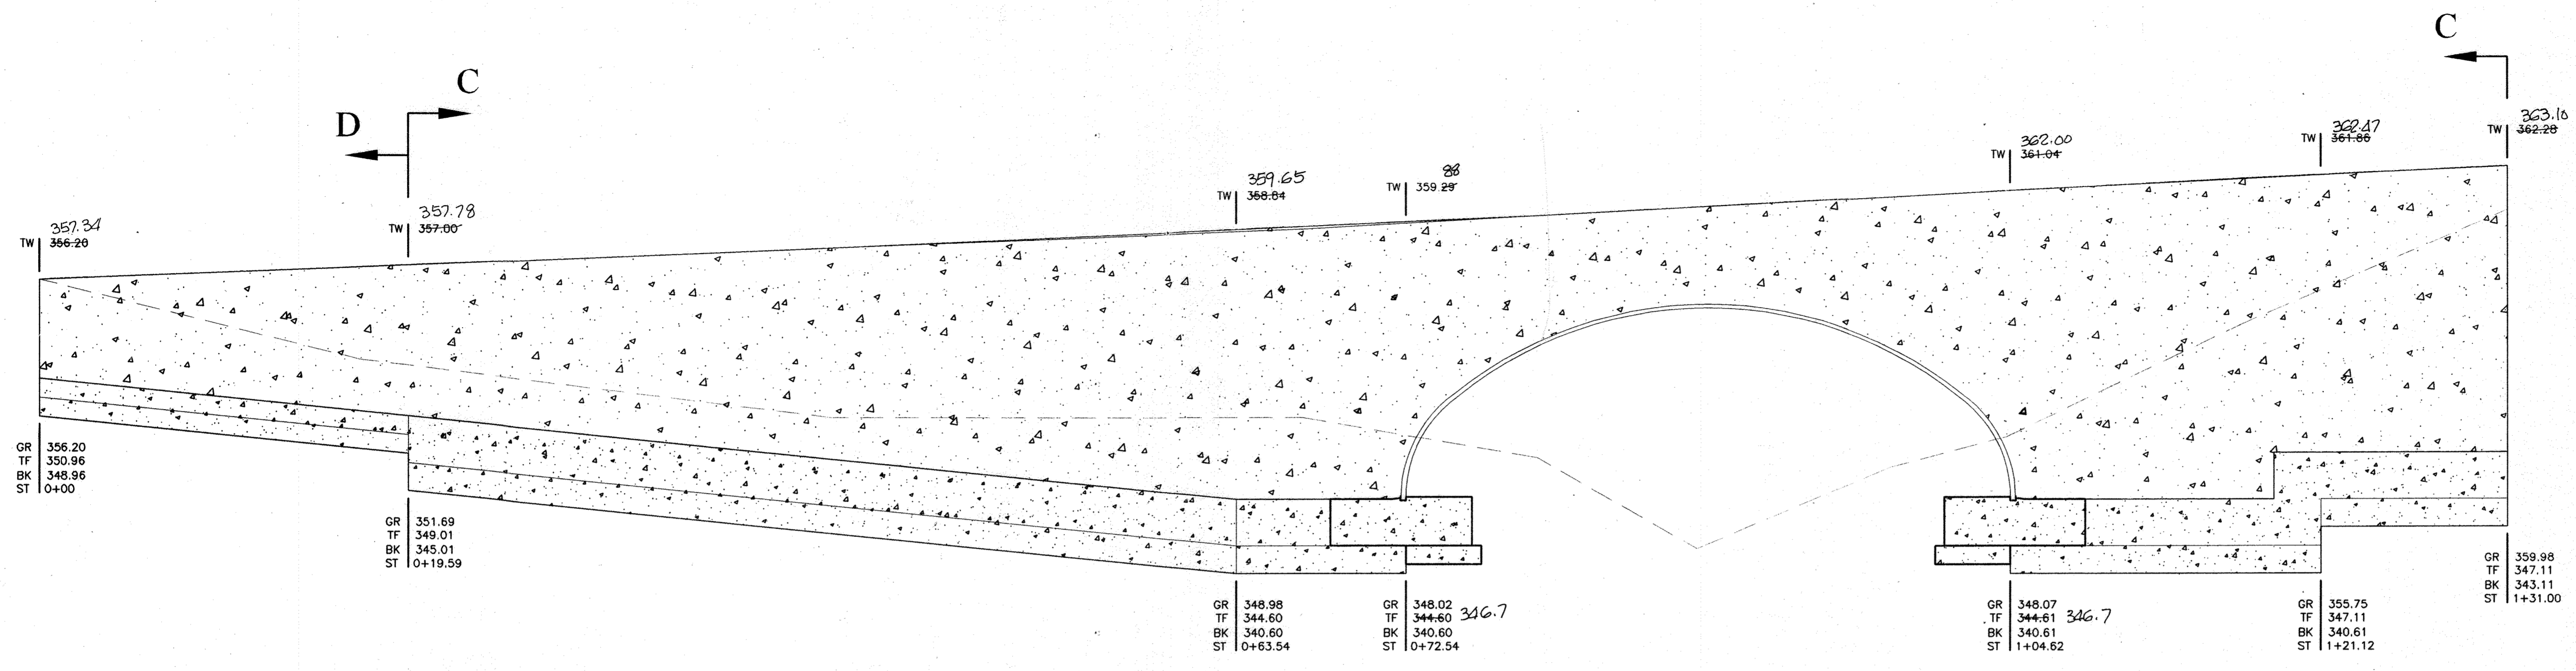 C
C
D
363.10
TW 362.28
362.47
TW 361.86
362.00
TW 361.04
88
TW 359.29
359.65
TW 358.84
357.78
TW 357.00
357.34
TW 356.20
GR 356.20
TF 350.96
BK 348.96
ST 0+00
GR 351.69
TF 349.01
BK 345.01
ST 0+19.59
GR 348.98
TF 344.60
BK 340.60
ST 0+63.54
GR 348.02
TF 344.60 346.7
BK 340.60
ST 0+72.54
GR 348.07
TF 344.61 346.7
BK 340.61
ST 1+04.62
GR 355.75
TF 347.11
BK 340.61
ST 1+21.12
GR 359.98
TF 347.11
BK 343.11
ST 1+31.00